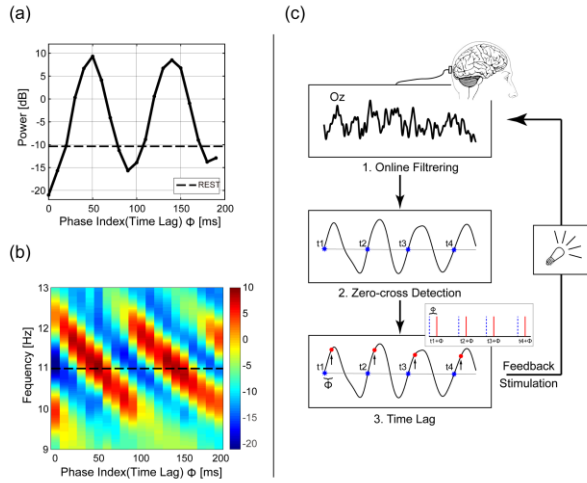 (a)
10
5
0
-5
-10
-15
-20
Power [dB]
REST
0
50
100
150
200
Phase Index(Time Lag) Φ [ms]
(b)
13
12
11
10
9
Fequency [Hz]
10
5
0
-5
-10
-15
-20
0
50
100
150
200
Phase Index(Time Lag) Φ [ms]
(c)
Oz
1. Online Filtrering
t1
t2
t3
t4
2. Zero-cross Detection
Φ
t1+Φ
t2+Φ
t3+Φ
t4+Φ
t1
t2
t3
t4
Φ
3. Time Lag
Feedback
Stimulation